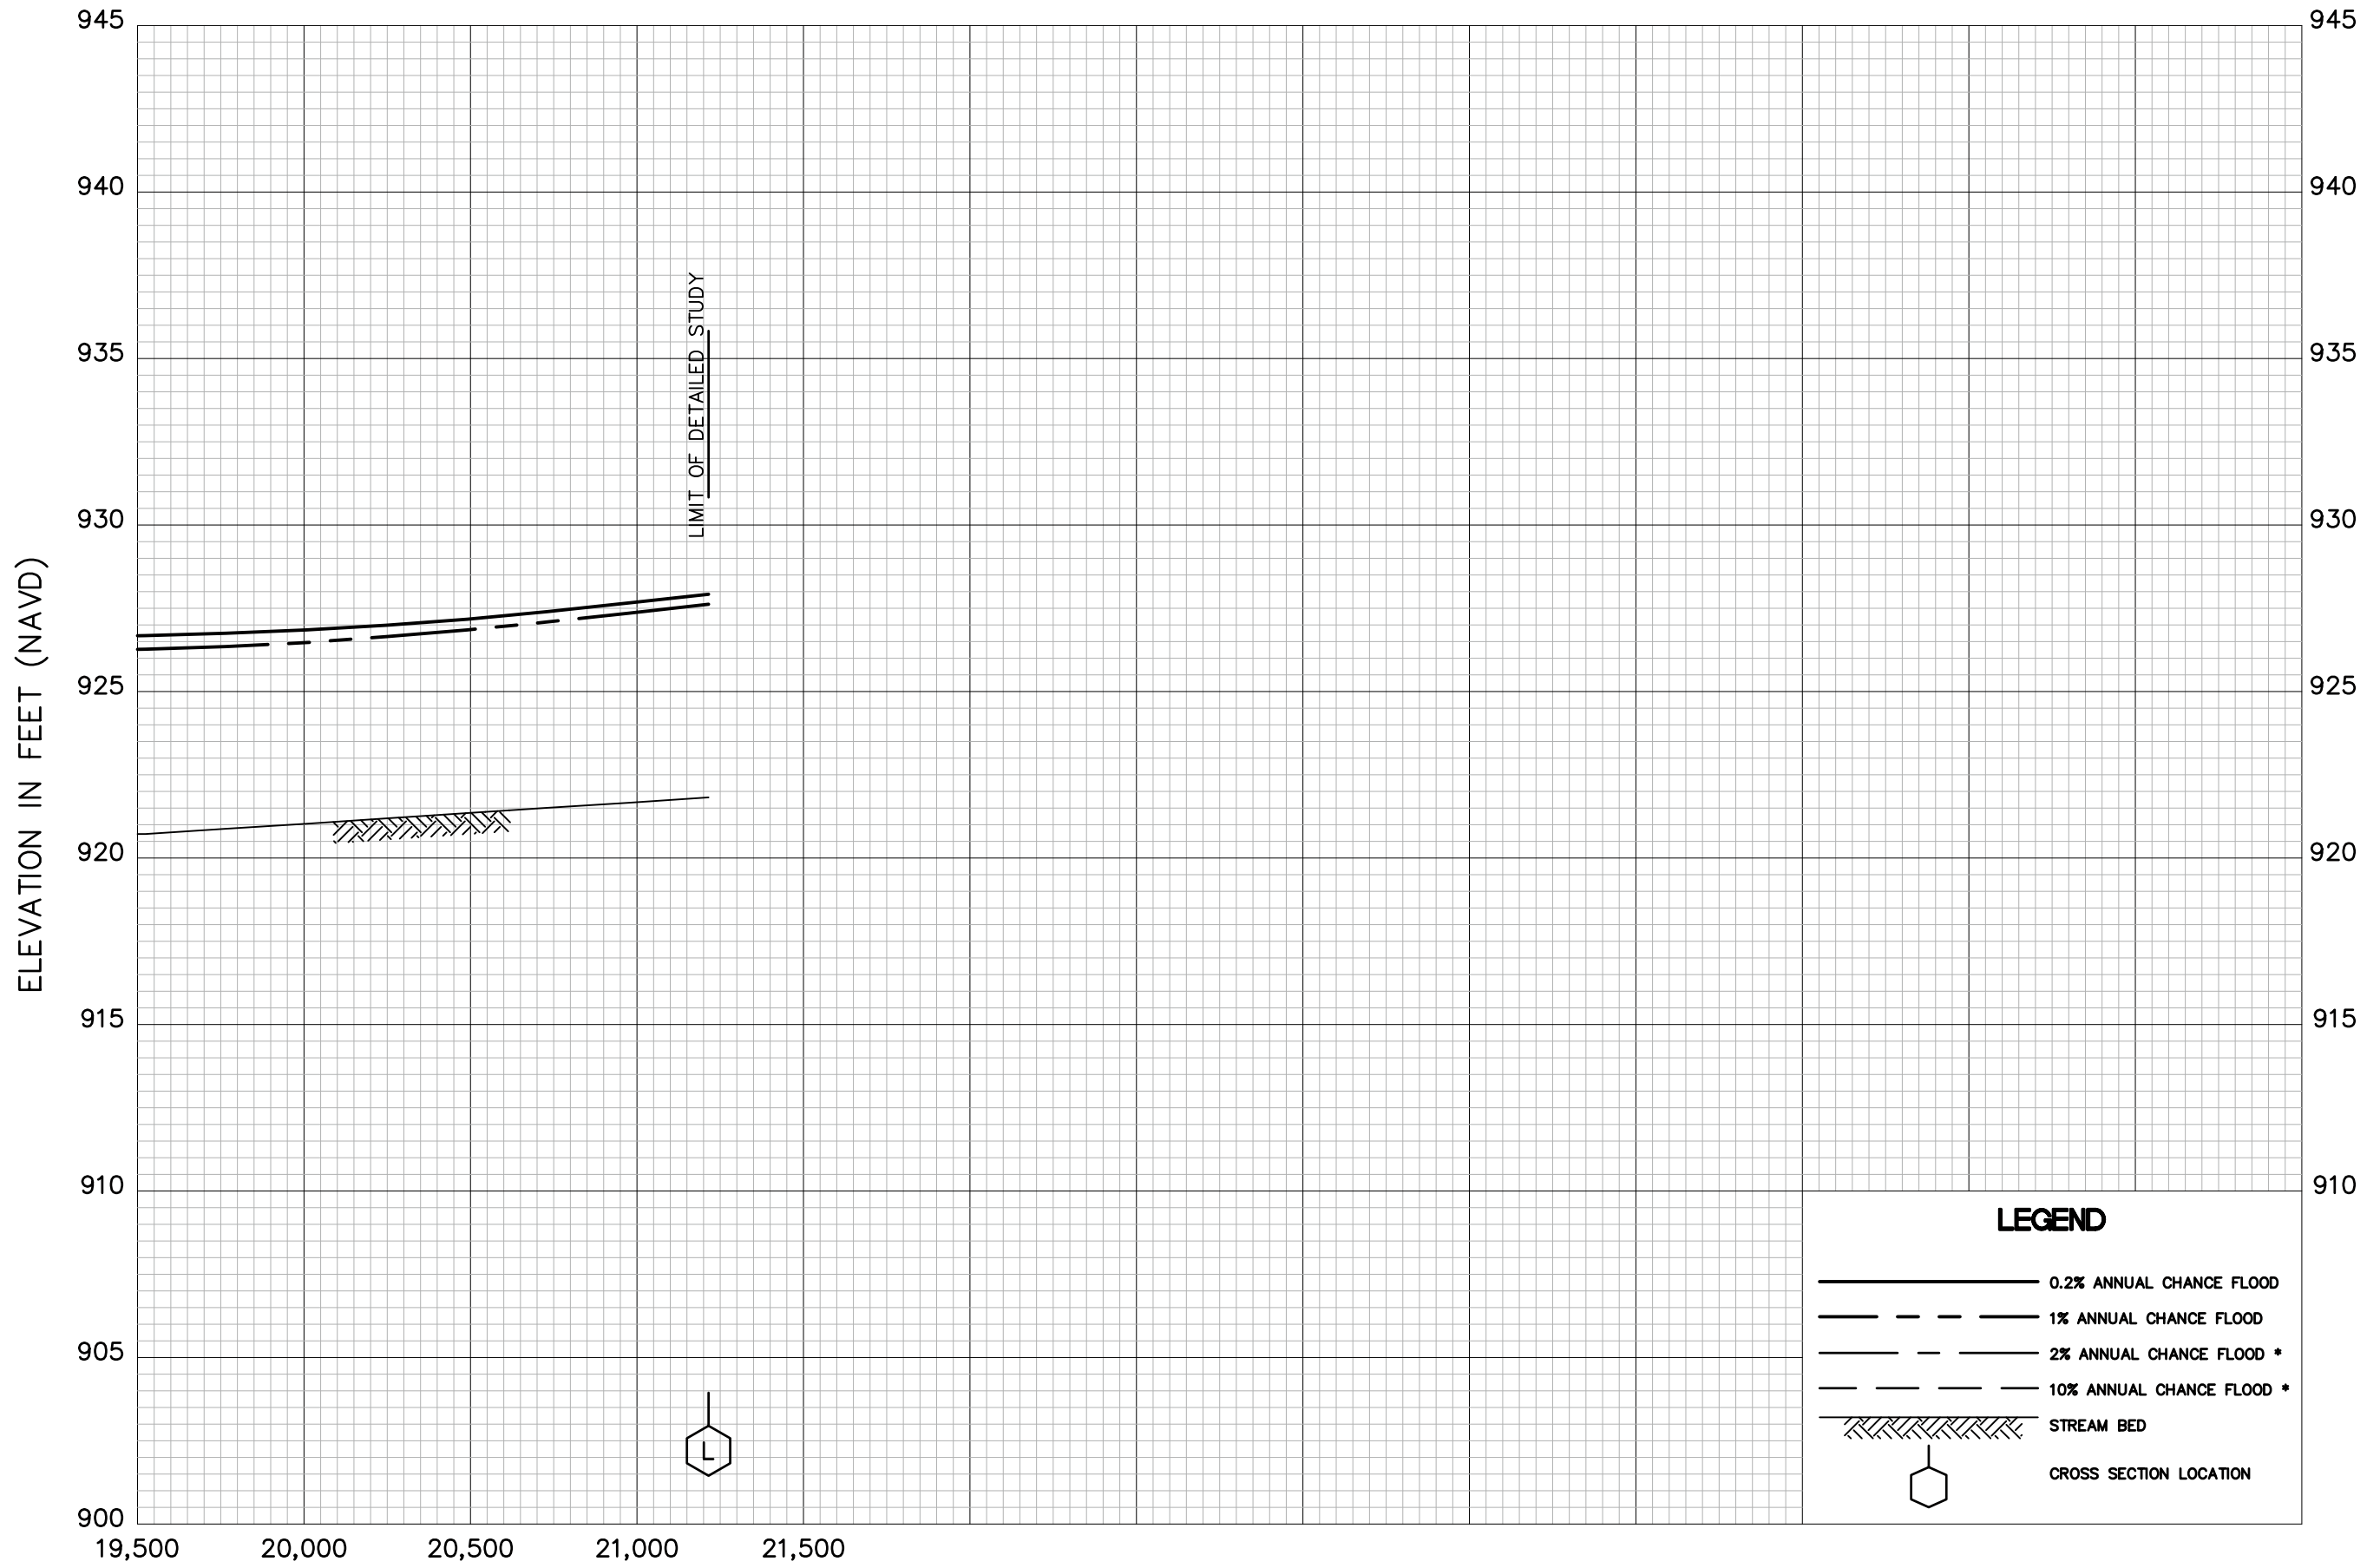 945
940
935
930
925
920
915
910
905
900
ELEVATION IN FEET (NAVD)
LIMIT OF DETAILED STUDY
L
945
940
935
930
925
920
915
910
LEGEND
0.2% ANNUAL CHANCE FLOOD
1% ANNUAL CHANCE FLOOD
2% ANNUAL CHANCE FLOOD *
10% ANNUAL CHANCE FLOOD *
STREAM BED
CROSS SECTION LOCATION
19,500 20,000 20,500 21,000 21,500